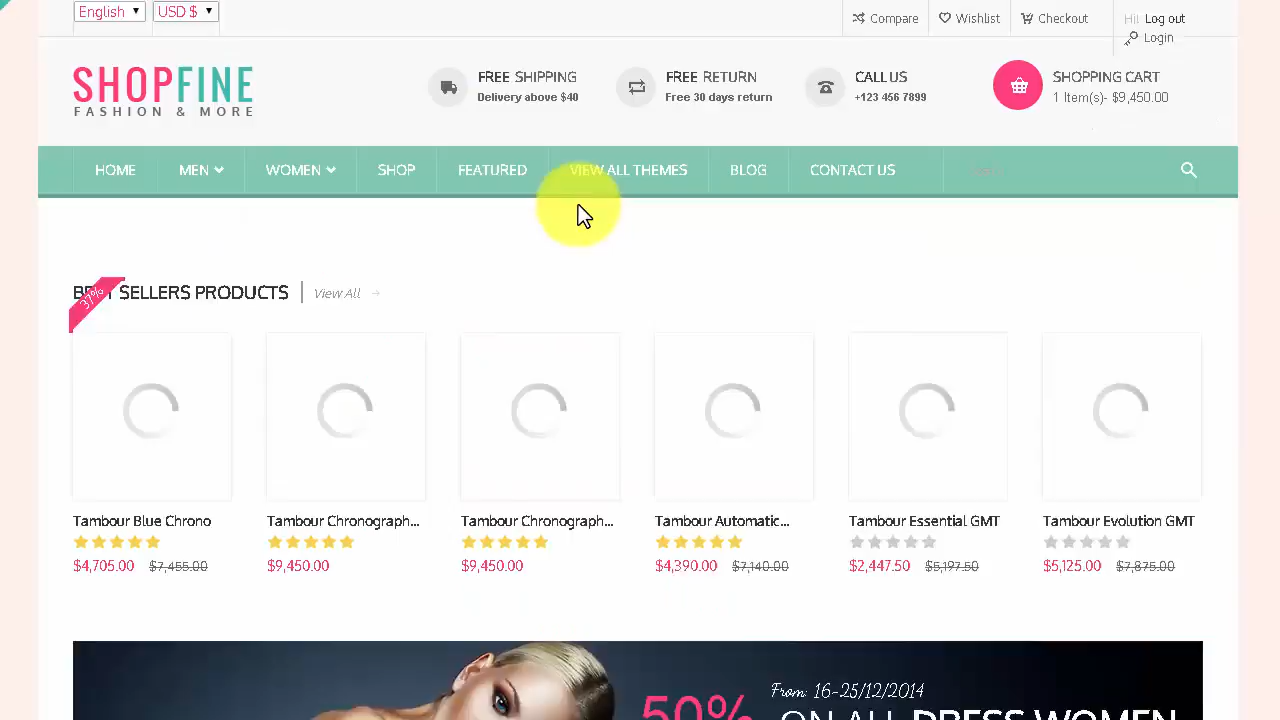 English USD $ Compare Wishlist Checkout Hi! Log out
Login
SHOPFINE
FASHION & MORE
FREE SHIPPING
Delivery above $40
FREE RETURN
Free 30 days return
CALL US
+123 456 7899
SHOPPING CART
1 Item(s)- $9,450.00
HOME MEN WOMEN SHOP FEATURED VIEW ALL THEMES BLOG CONTACT US
37%
BEST SELLERS PRODUCTS View All
Tambour Blue Chrono
$4,705.00 $7,455.00
Tambour Chronograph...
$9,450.00
Tambour Chronograph...
$9,450.00
Tambour Automatic...
$4,390.00 $7,140.00
Tambour Essential GMT
$2,447.50 $5,197.50
Tambour Evolution GMT
$5,125.00 $7,875.00
From: 16-25/12/2014
50% ON ALL DRESS WOMEN